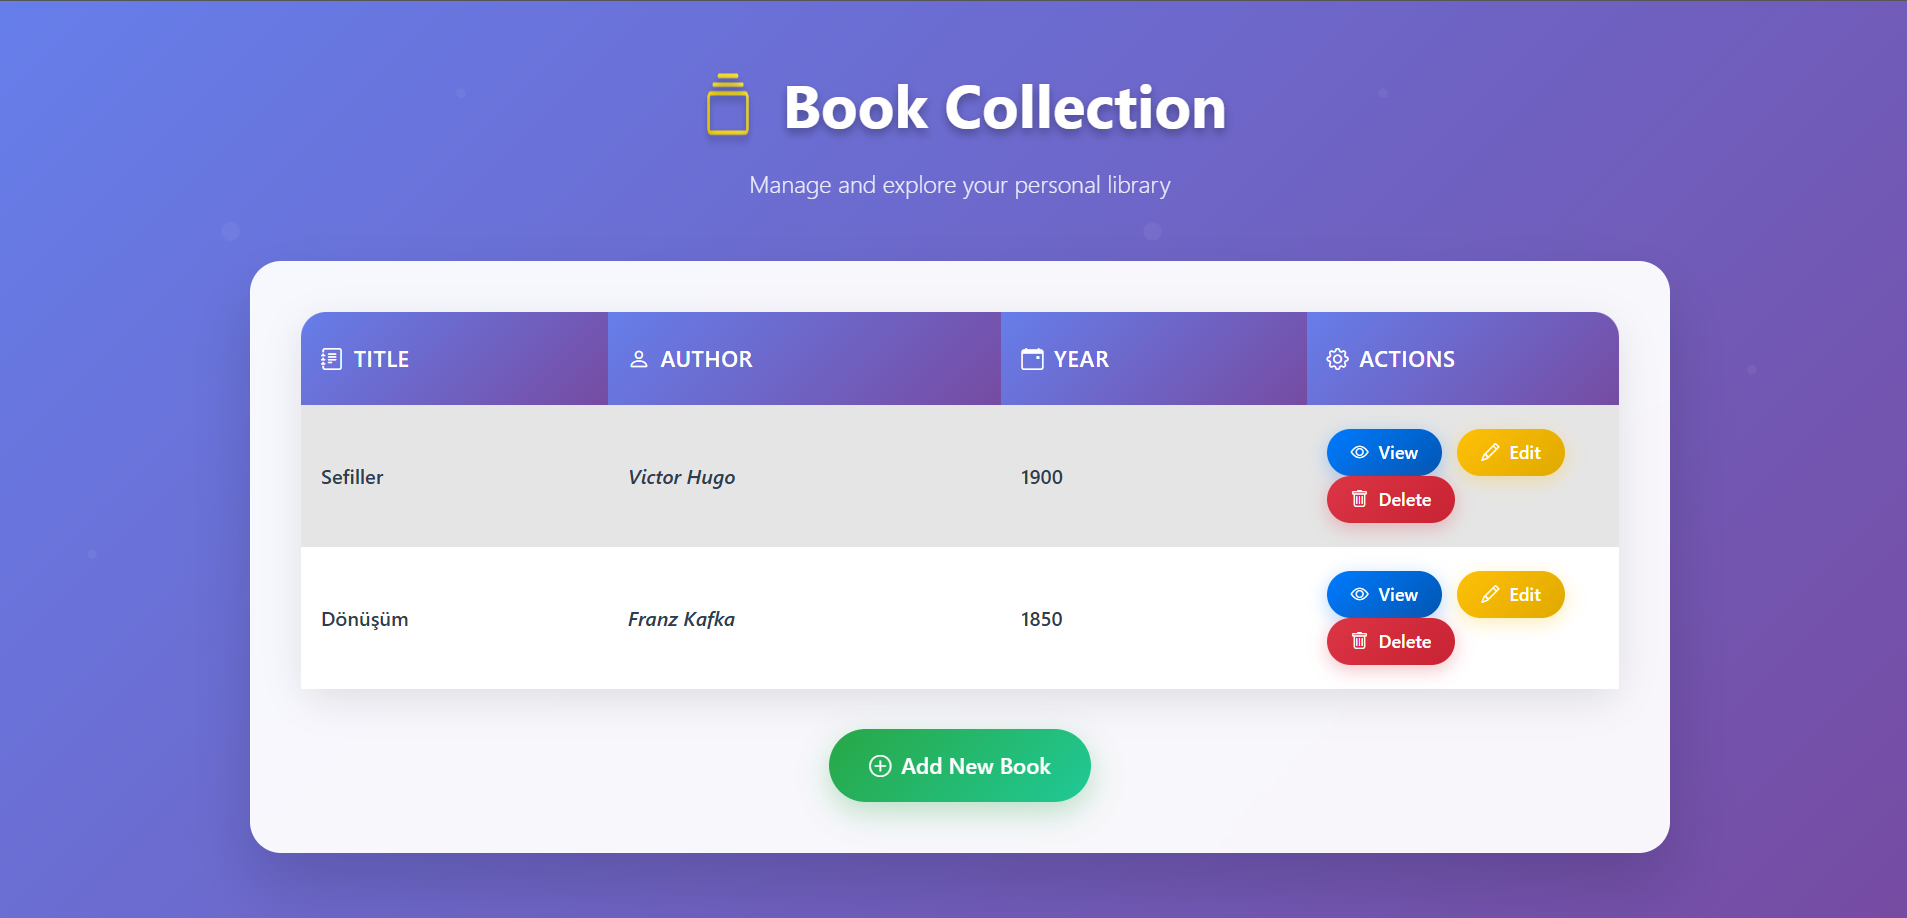 Book Collection
Manage and explore your personal library
TITLE AUTHOR YEAR ACTIONS
Sefiller Victor Hugo 1900 View Edit
Delete
Dönüşüm Franz Kafka 1850 View Edit
Delete
Add New Book